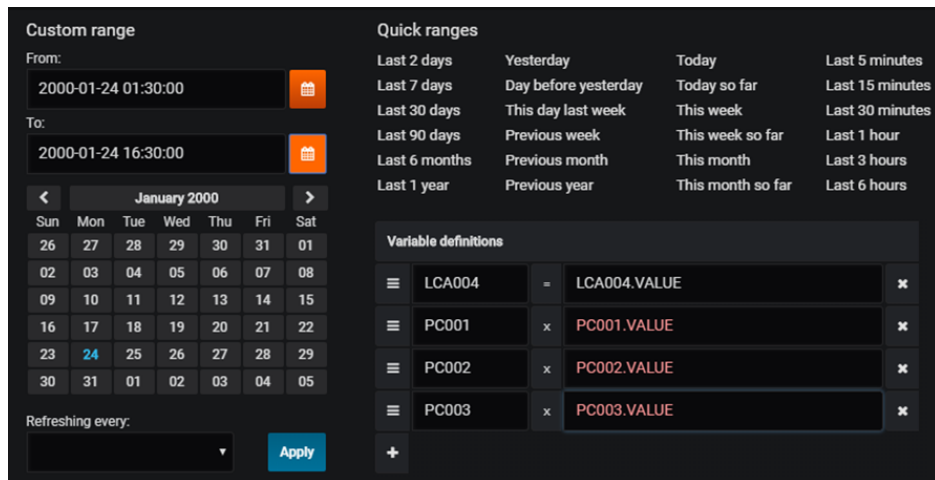 Custom range
From:
2000-01-24 01:30:00
To:
2000-01-24 16:30:00
January 2000
Sun Mon Tue Wed Thu Fri Sat
26 27 28 29 30 31 01
02 03 04 05 06 07 08
09 10 11 12 13 14 15
16 17 18 19 20 21 22
23 24 25 26 27 28 29
30 31 01 02 03 04 05
Refreshing every:
Apply
Quick ranges
Last 2 days Yesterday Today Last 5 minutes
Last 7 days Day before yesterday Today so far Last 15 minutes
Last 30 days This day last week This week Last 30 minutes
Last 90 days Previous week This week so far Last 1 hour
Last 6 months Previous month This month Last 3 hours
Last 1 year Previous year This month so far Last 6 hours
Variable definitions
LCA004 = LCA004.VALUE
PC001 x PC001.VALUE
PC002 x PC002.VALUE
PC003 x PC003.VALUE